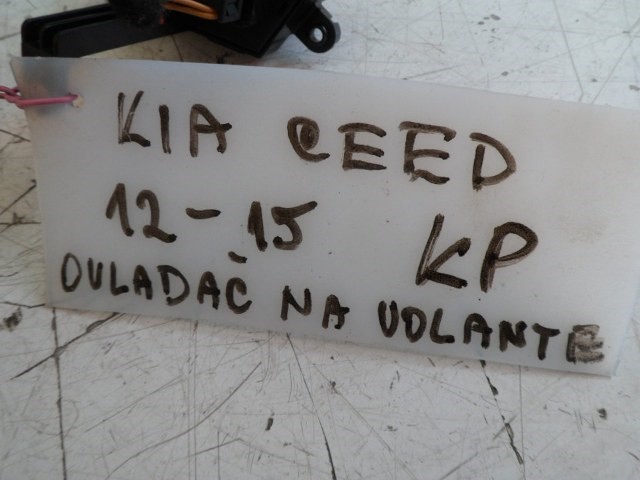 KIA CEED
12-15 KP
OVLADAČ NA VOLANTE